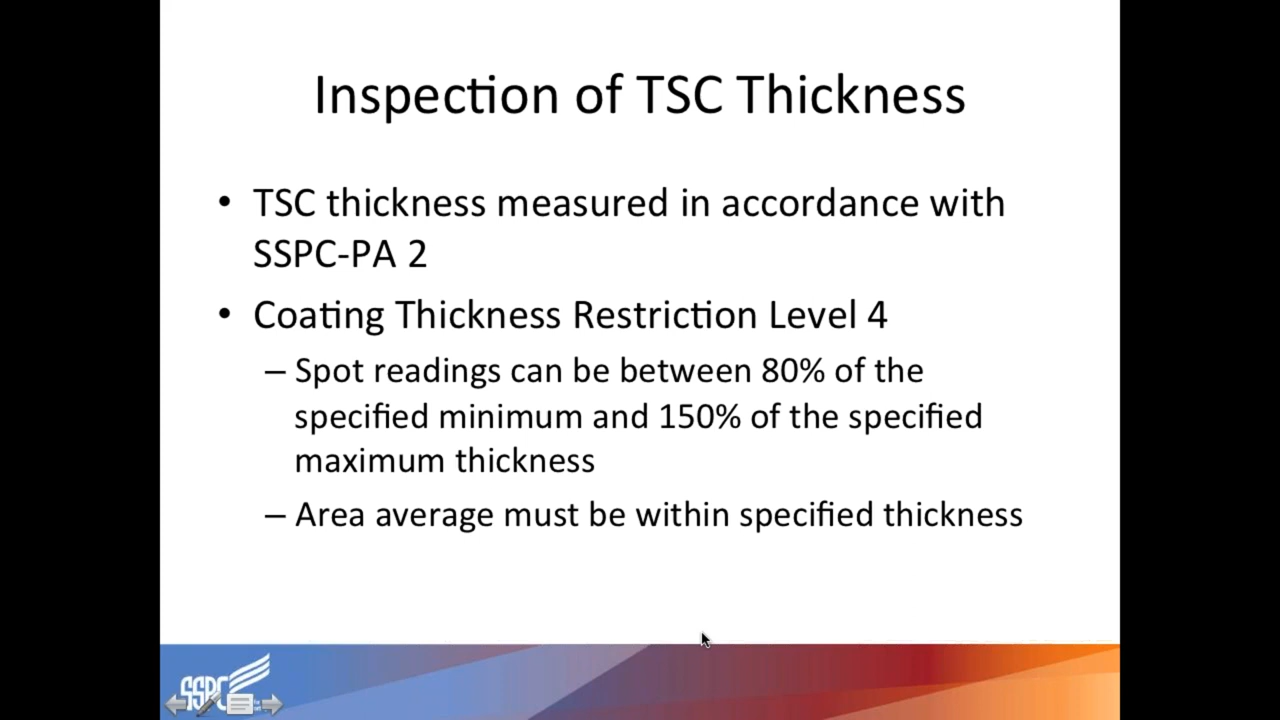 Inspection of TSC Thickness
• TSC thickness measured in accordance with
SSPC-PA 2
• Coating Thickness Restriction Level 4
– Spot readings can be between 80% of the
specified minimum and 150% of the specified
maximum thickness
– Area average must be within specified thickness
SSPC